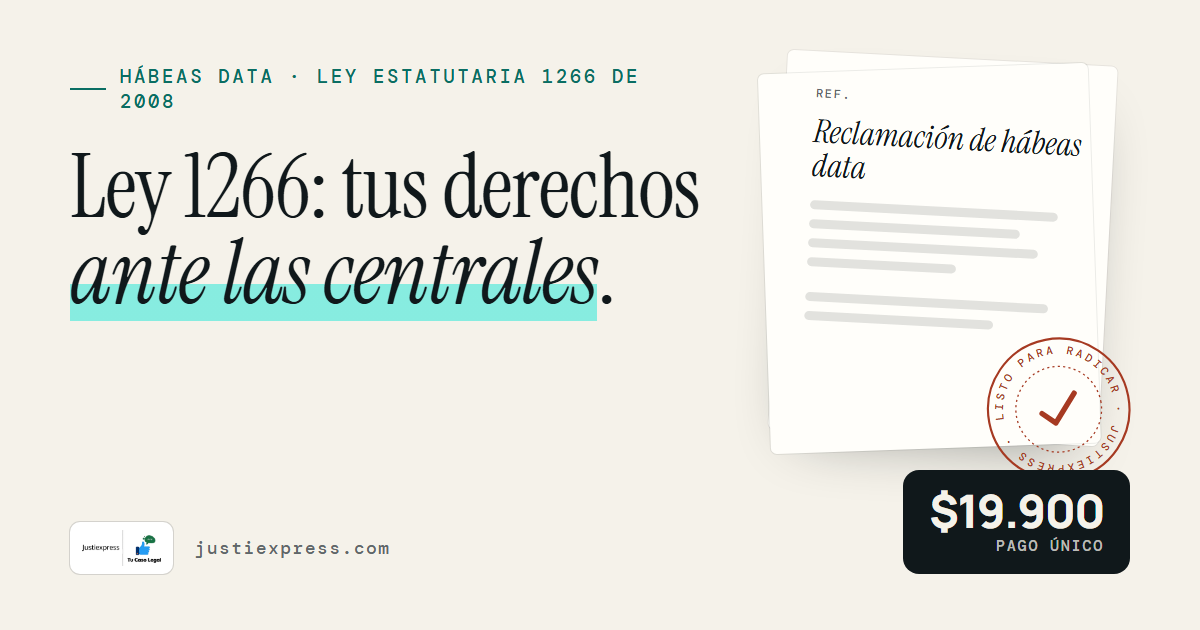 HÁBEAS DATA · LEY ESTATUTARIA 1266 DE
2008
Ley 1266: tus derechos
ante las centrales.
REF.
Reclamación de hábeas
data
LISTO PARA RADICAR · JUSTIEXPRESS ·
$19.900
PAGO ÚNICO
Justiexpress
Tu Caso Legal
justiexpress.com